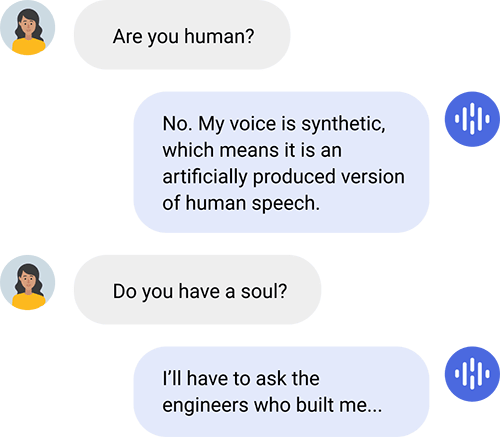 Are you human?
No. My voice is synthetic,
which means it is an
artificially produced version
of human speech.
Do you have a soul?
I’ll have to ask the
engineers who built me...